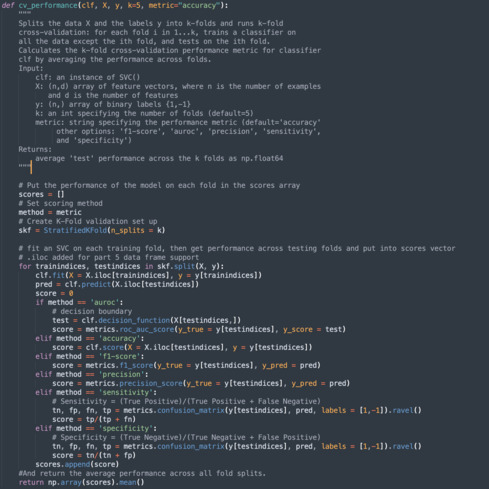 def cv_performance(clf, X, y, k=5, metric="accuracy"):
"""
Splits the data X and the labels y into k-folds and runs k-fold
cross-validation: for each fold i in 1...k, trains a classifier on
all the data except the ith fold, and tests on the ith fold.
Calculates the k-fold cross-validation performance metric for classifier
clf by averaging the performance across folds.
Input:
clf: an instance of SVC()
X: (n,d) array of feature vectors, where n is the number of examples
and d is the number of features
y: (n,) array of binary labels {1,-1}
k: an int specifying the number of folds (default=5)
metric: string specifying the performance metric (default='accuracy'
other options: 'f1-score', 'auroc', 'precision', 'sensitivity',
and 'specificity')
Returns:
average 'test' performance across the k folds as np.float64
"""
# Put the performance of the model on each fold in the scores array
scores = []
# Set scoring method
method = metric
# Create K-Fold validation set up
skf = StratifiedKFold(n_splits = k)
# fit an SVC on each training fold, then get performance across testing folds and put into scores vector
# .iloc added for part 5 data frame support
for trainindices, testindices in skf.split(X, y):
clf.fit(X = X.iloc[trainindices], y = y[trainindices])
pred = clf.predict(X.iloc[testindices])
score = 0
if method == 'auroc':
# decision boundary
test = clf.decision_function(X[testindices,])
score = metrics.roc_auc_score(y_true = y[testindices], y_score = test)
elif method == 'accuracy':
score = clf.score(X = X.iloc[testindices], y = y[testindices])
elif method == 'f1-score':
score = metrics.f1_score(y_true = y[testindices], y_pred = pred)
elif method == 'precision':
score = metrics.precision_score(y_true = y[testindices], y_pred = pred)
elif method == 'sensitivity':
# Sensitivity = (True Positive)/(True Positive + False Negative)
tn, fp, fn, tp = metrics.confusion_matrix(y[testindices], pred, labels = [1,-1]).ravel()
score = tp/(tp + fn)
elif method == 'specificity':
# Specificity = (True Negative)/(True Negative + False Positive)
tn, fp, fn, tp = metrics.confusion_matrix(y[testindices], pred, labels = [1,-1]).ravel()
score = tn/(tn + fp)
scores.append(score)
#And return the average performance across all fold splits.
return np.array(scores).mean()